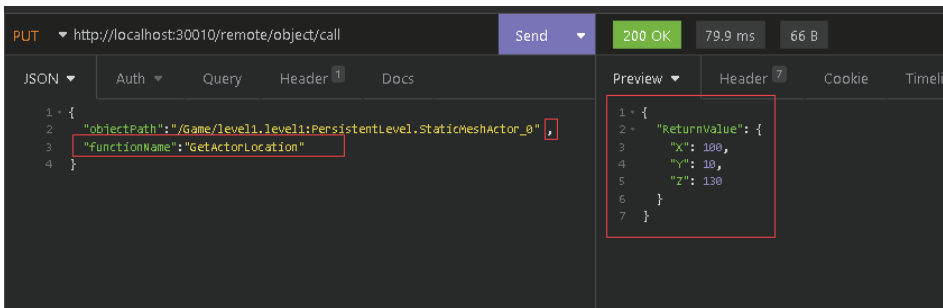 PUT http://localhost:30010/remote/object/call Send 200 OK 79.9 ms 66 B
JSON Auth Query Header 1 Docs Preview Header 7 Cookie Timeli
1 {
2 "objectPath":"/Game/level1.level1:PersistentLevel.StaticMeshActor_0" ,
3 "functionName":"GetActorLocation"
4 }
1 {
2 "ReturnValue": {
3 "X": 100,
4 "Y": 10,
5 "Z": 130
6 }
7 }